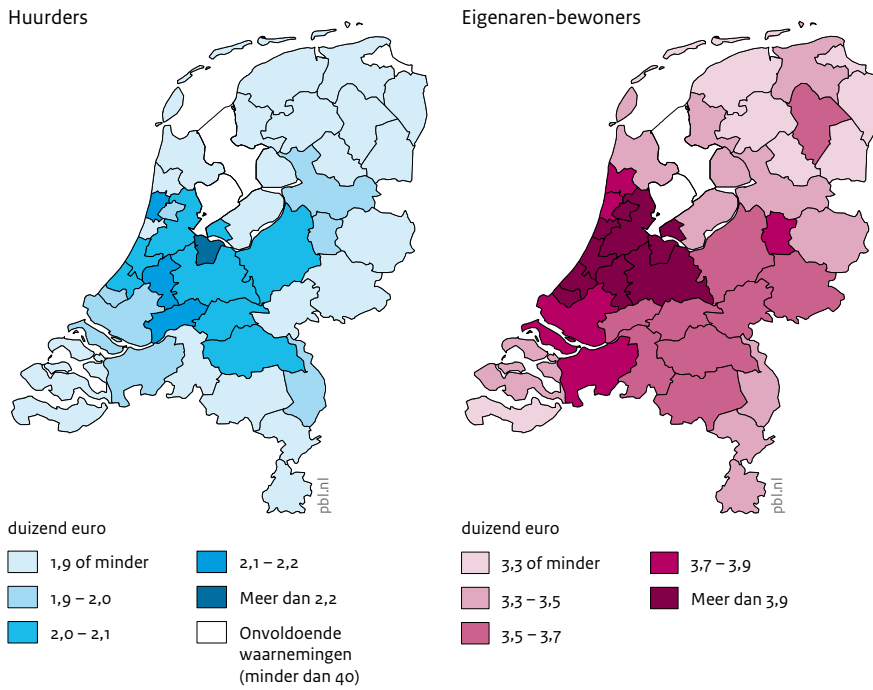 Huurders
pbl.nl
duizend euro
1,9 of minder
1,9 – 2,0
2,0 – 2,1
2,1 – 2,2
Meer dan 2,2
Onvoldoende
waarnemingen
(minder dan 40)
Eigenaren-bewoners
pbl.nl
duizend euro
3,3 of minder
3,3 – 3,5
3,5 – 3,7
3,7 – 3,9
Meer dan 3,9